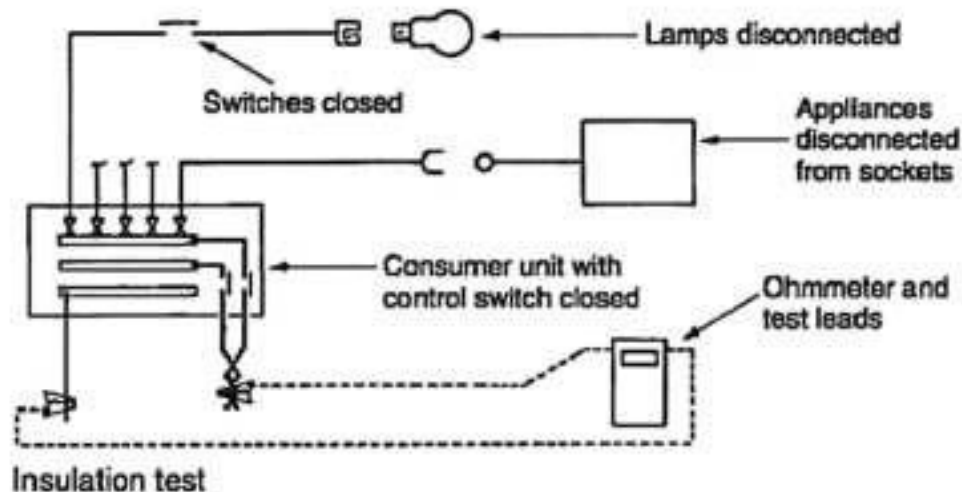 Lamps disconnected
Switches closed
Appliances
disconnected
from sockets
Consumer unit with
control switch closed
Ohmmeter and
test leads
Insulation test